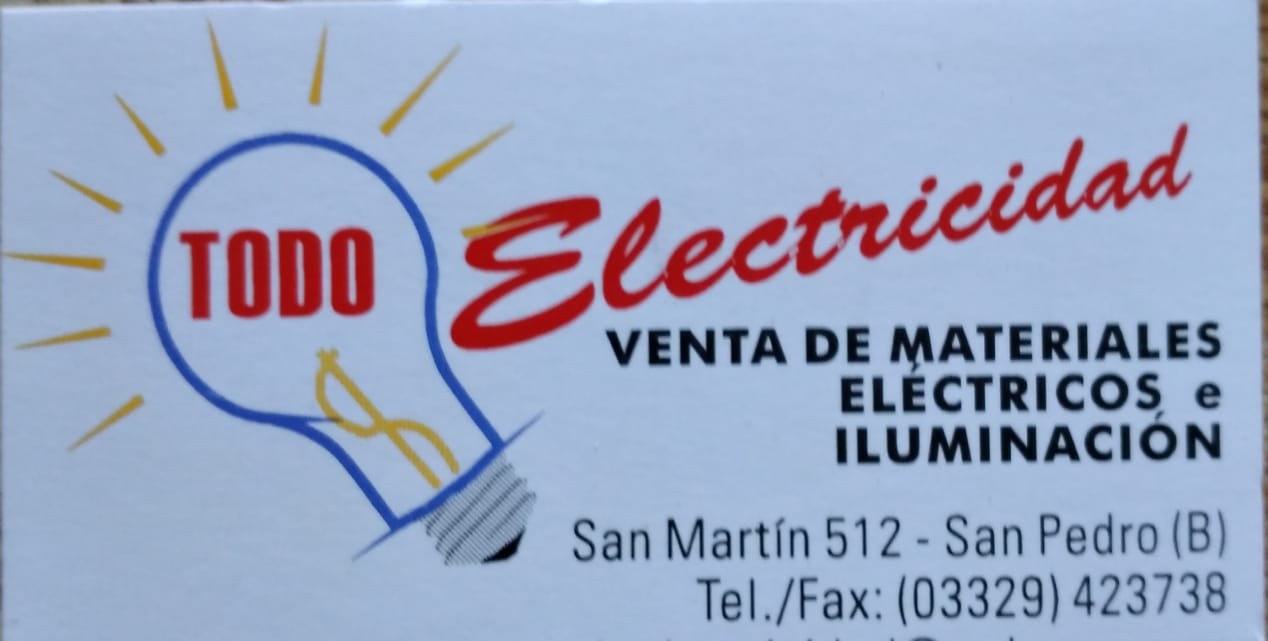 TODO
Electricidad
VENTA DE MATERIALES
ELÉCTRICOS e
ILUMINACIÓN
San Martín 512 - San Pedro (B)
Tel./Fax: (03329) 423738